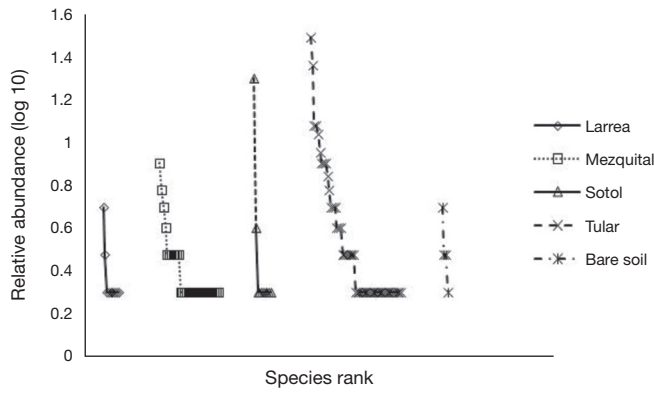 1.6
1.4
1.2
1
0.8
0.6
0.4
0.2
0
Relative abundance (log 10)
Species rank
Larrea
Mezquital
Sotol
Tular
Bare soil